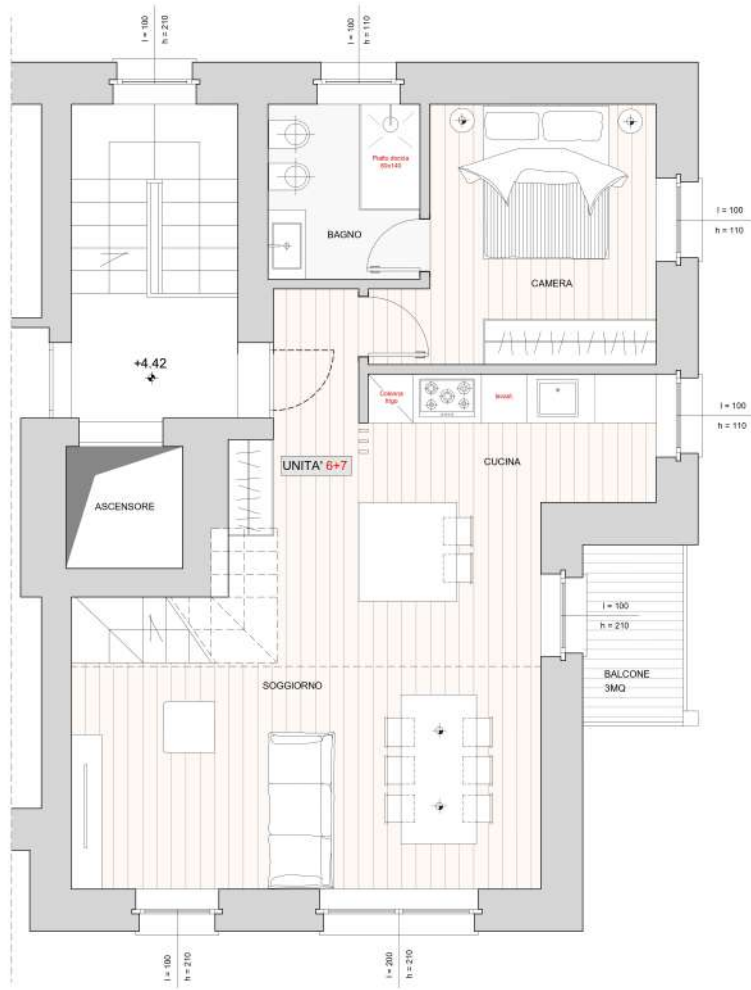 l = 100
h = 210
l = 100
h = 110
Piatto doccia
80x140
BAGNO
l = 100
h = 110
CAMERA
+4.42
Colonna
frigo
lavast.
l = 100
h = 110
UNITA' 6+7
CUCINA
ASCENSORE
l = 100
h = 210
BALCONE
3MQ
SOGGIORNO
l = 100
h = 210
l = 200
h = 210